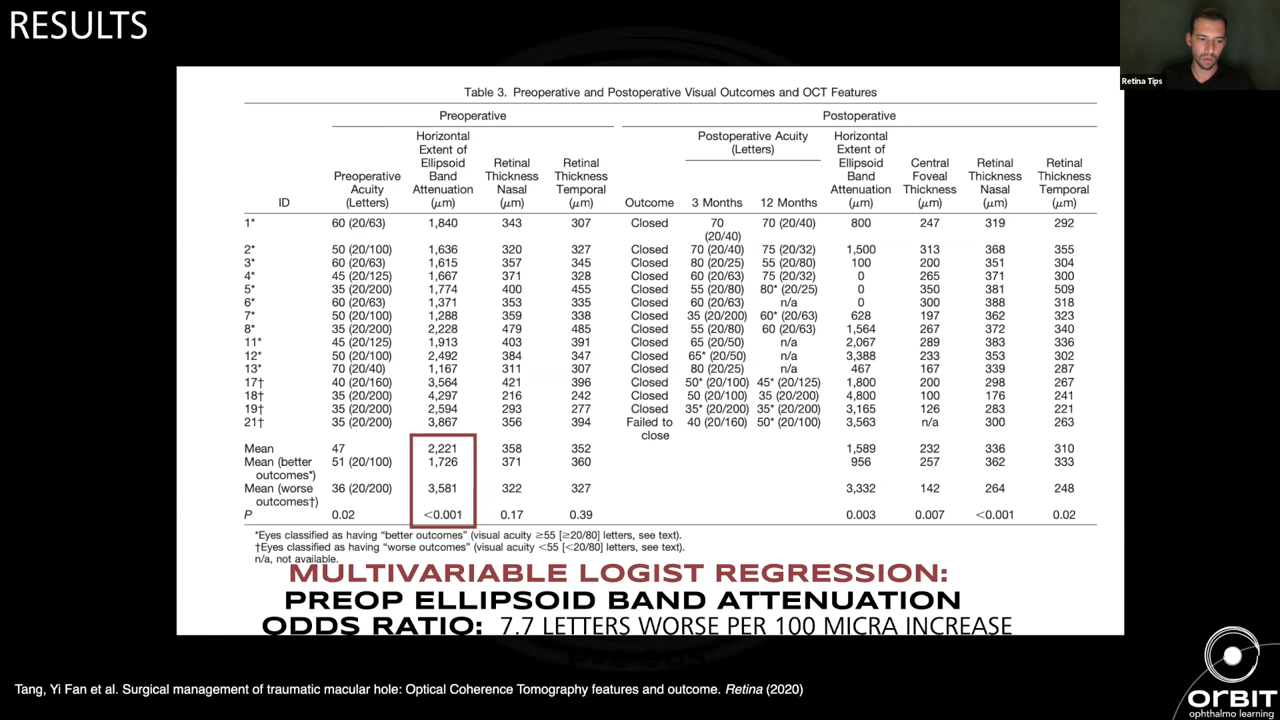 RESULTS
Retina Tips
Table 3. Preoperative and Postoperative Visual Outcomes and OCT Features
Preoperative Postoperative
ID Preoperative Acuity (Letters) Horizontal Extent of Ellipsoid Band Attenuation (μm) Retinal Thickness Nasal (μm) Retinal Thickness Temporal (μm) Outcome Postoperative Acuity (Letters) 3 Months 12 Months Horizontal Extent of Ellipsoid Band Attenuation (μm) Central Foveal Thickness (μm) Retinal Thickness Nasal (μm) Retinal Thickness Temporal (μm)
1* 60 (20/63) 1,840 343 307 Closed 70 (20/40) 70 (20/40) 800 247 319 292
2* 50 (20/100) 1,636 320 327 Closed 70 (20/40) 75 (20/32) 1,500 313 368 355
3* 60 (20/63) 1,615 357 345 Closed 80 (20/25) 55 (20/80) 100 200 351 304
4* 45 (20/125) 1,667 371 328 Closed 60 (20/63) 75 (20/32) 0 265 371 300
5* 35 (20/200) 1,774 400 455 Closed 55 (20/80) 80* (20/25) 0 350 381 509
6* 60 (20/63) 1,371 353 335 Closed 60 (20/63) n/a 0 300 388 318
7* 50 (20/100) 1,288 359 338 Closed 35 (20/200) 60* (20/63) 628 197 362 323
8* 35 (20/200) 2,228 479 485 Closed 55 (20/80) 60 (20/63) 1,564 267 372 340
11* 45 (20/125) 1,913 403 391 Closed 65 (20/50) n/a 2,067 289 383 336
12* 50 (20/100) 2,492 384 347 Closed 65* (20/50) n/a 3,388 233 353 302
13* 70 (20/40) 1,167 311 307 Closed 80 (20/25) n/a 467 167 339 287
17† 40 (20/160) 3,564 421 396 Closed 50* (20/100) 45* (20/125) 1,800 200 298 267
18† 35 (20/200) 4,297 216 242 Closed 50 (20/100) 35 (20/200) 4,800 100 176 241
19† 35 (20/200) 2,594 293 277 Closed 35* (20/200) 35* (20/200) 3,165 126 283 221
21† 35 (20/200) 3,867 356 394 Failed to close 40 (20/160) 50* (20/100) 3,563 n/a 300 263
Mean 47 2,221 358 352 1,589 232 336 310
Mean (better outcomes*) 51 (20/100) 1,726 371 360 956 257 362 333
Mean (worse outcomes†) 36 (20/200) 3,581 322 327 3,332 142 264 248
P 0.02 <0.001 0.17 0.39 0.003 0.007 <0.001 0.02
*Eyes classified as having “better outcomes” (visual acuity ≥55 [≥20/80] letters, see text).
†Eyes classified as having “worse outcomes” (visual acuity <55 [<20/80] letters, see text).
n/a, not available.
MULTIVARIABLE LOGIST REGRESSION:
PREOP ELLIPSOID BAND ATTENUATION
ODDS RATIO: 7.7 LETTERS WORSE PER 100 MICRA INCREASE
Tang, Yi Fan et al. Surgical management of traumatic macular hole: Optical Coherence Tomography features and outcome. Retina (2020)
ORBIT
ophthalmo learning